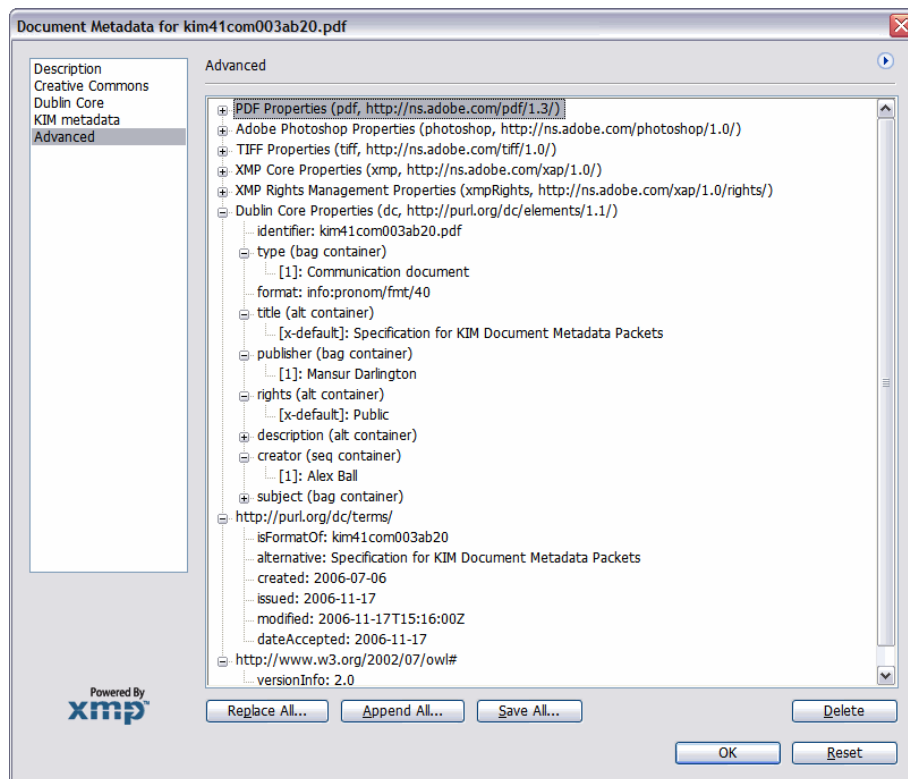 Document Metadata for kim41com003ab20.pdf
Description
Creative Commons
Dublin Core
KIM metadata
Advanced
Advanced
PDF Properties (pdf, http://ns.adobe.com/pdf/1.3/)
Adobe Photoshop Properties (photoshop, http://ns.adobe.com/photoshop/1.0/)
TIFF Properties (tiff, http://ns.adobe.com/tiff/1.0/)
XMP Core Properties (xmp, http://ns.adobe.com/xap/1.0/)
XMP Rights Management Properties (xmpRights, http://ns.adobe.com/xap/1.0/rights/)
Dublin Core Properties (dc, http://purl.org/dc/elements/1.1/)
identifier: kim41com003ab20.pdf
type (bag container)
[1]: Communication document
format: info:pronom/fmt/40
title (alt container)
[x-default]: Specification for KIM Document Metadata Packets
publisher (bag container)
[1]: Mansur Darlington
rights (alt container)
[x-default]: Public
description (alt container)
creator (seq container)
[1]: Alex Ball
subject (bag container)
http://purl.org/dc/terms/
isFormatOf: kim41com003ab20
alternative: Specification for KIM Document Metadata Packets
created: 2006-07-06
issued: 2006-11-17
modified: 2006-11-17T15:16:00Z
dateAccepted: 2006-11-17
http://www.w3.org/2002/07/owl#
versionInfo: 2.0
Powered By
xmp™
Replace All... Append All... Save All... Delete
OK Reset